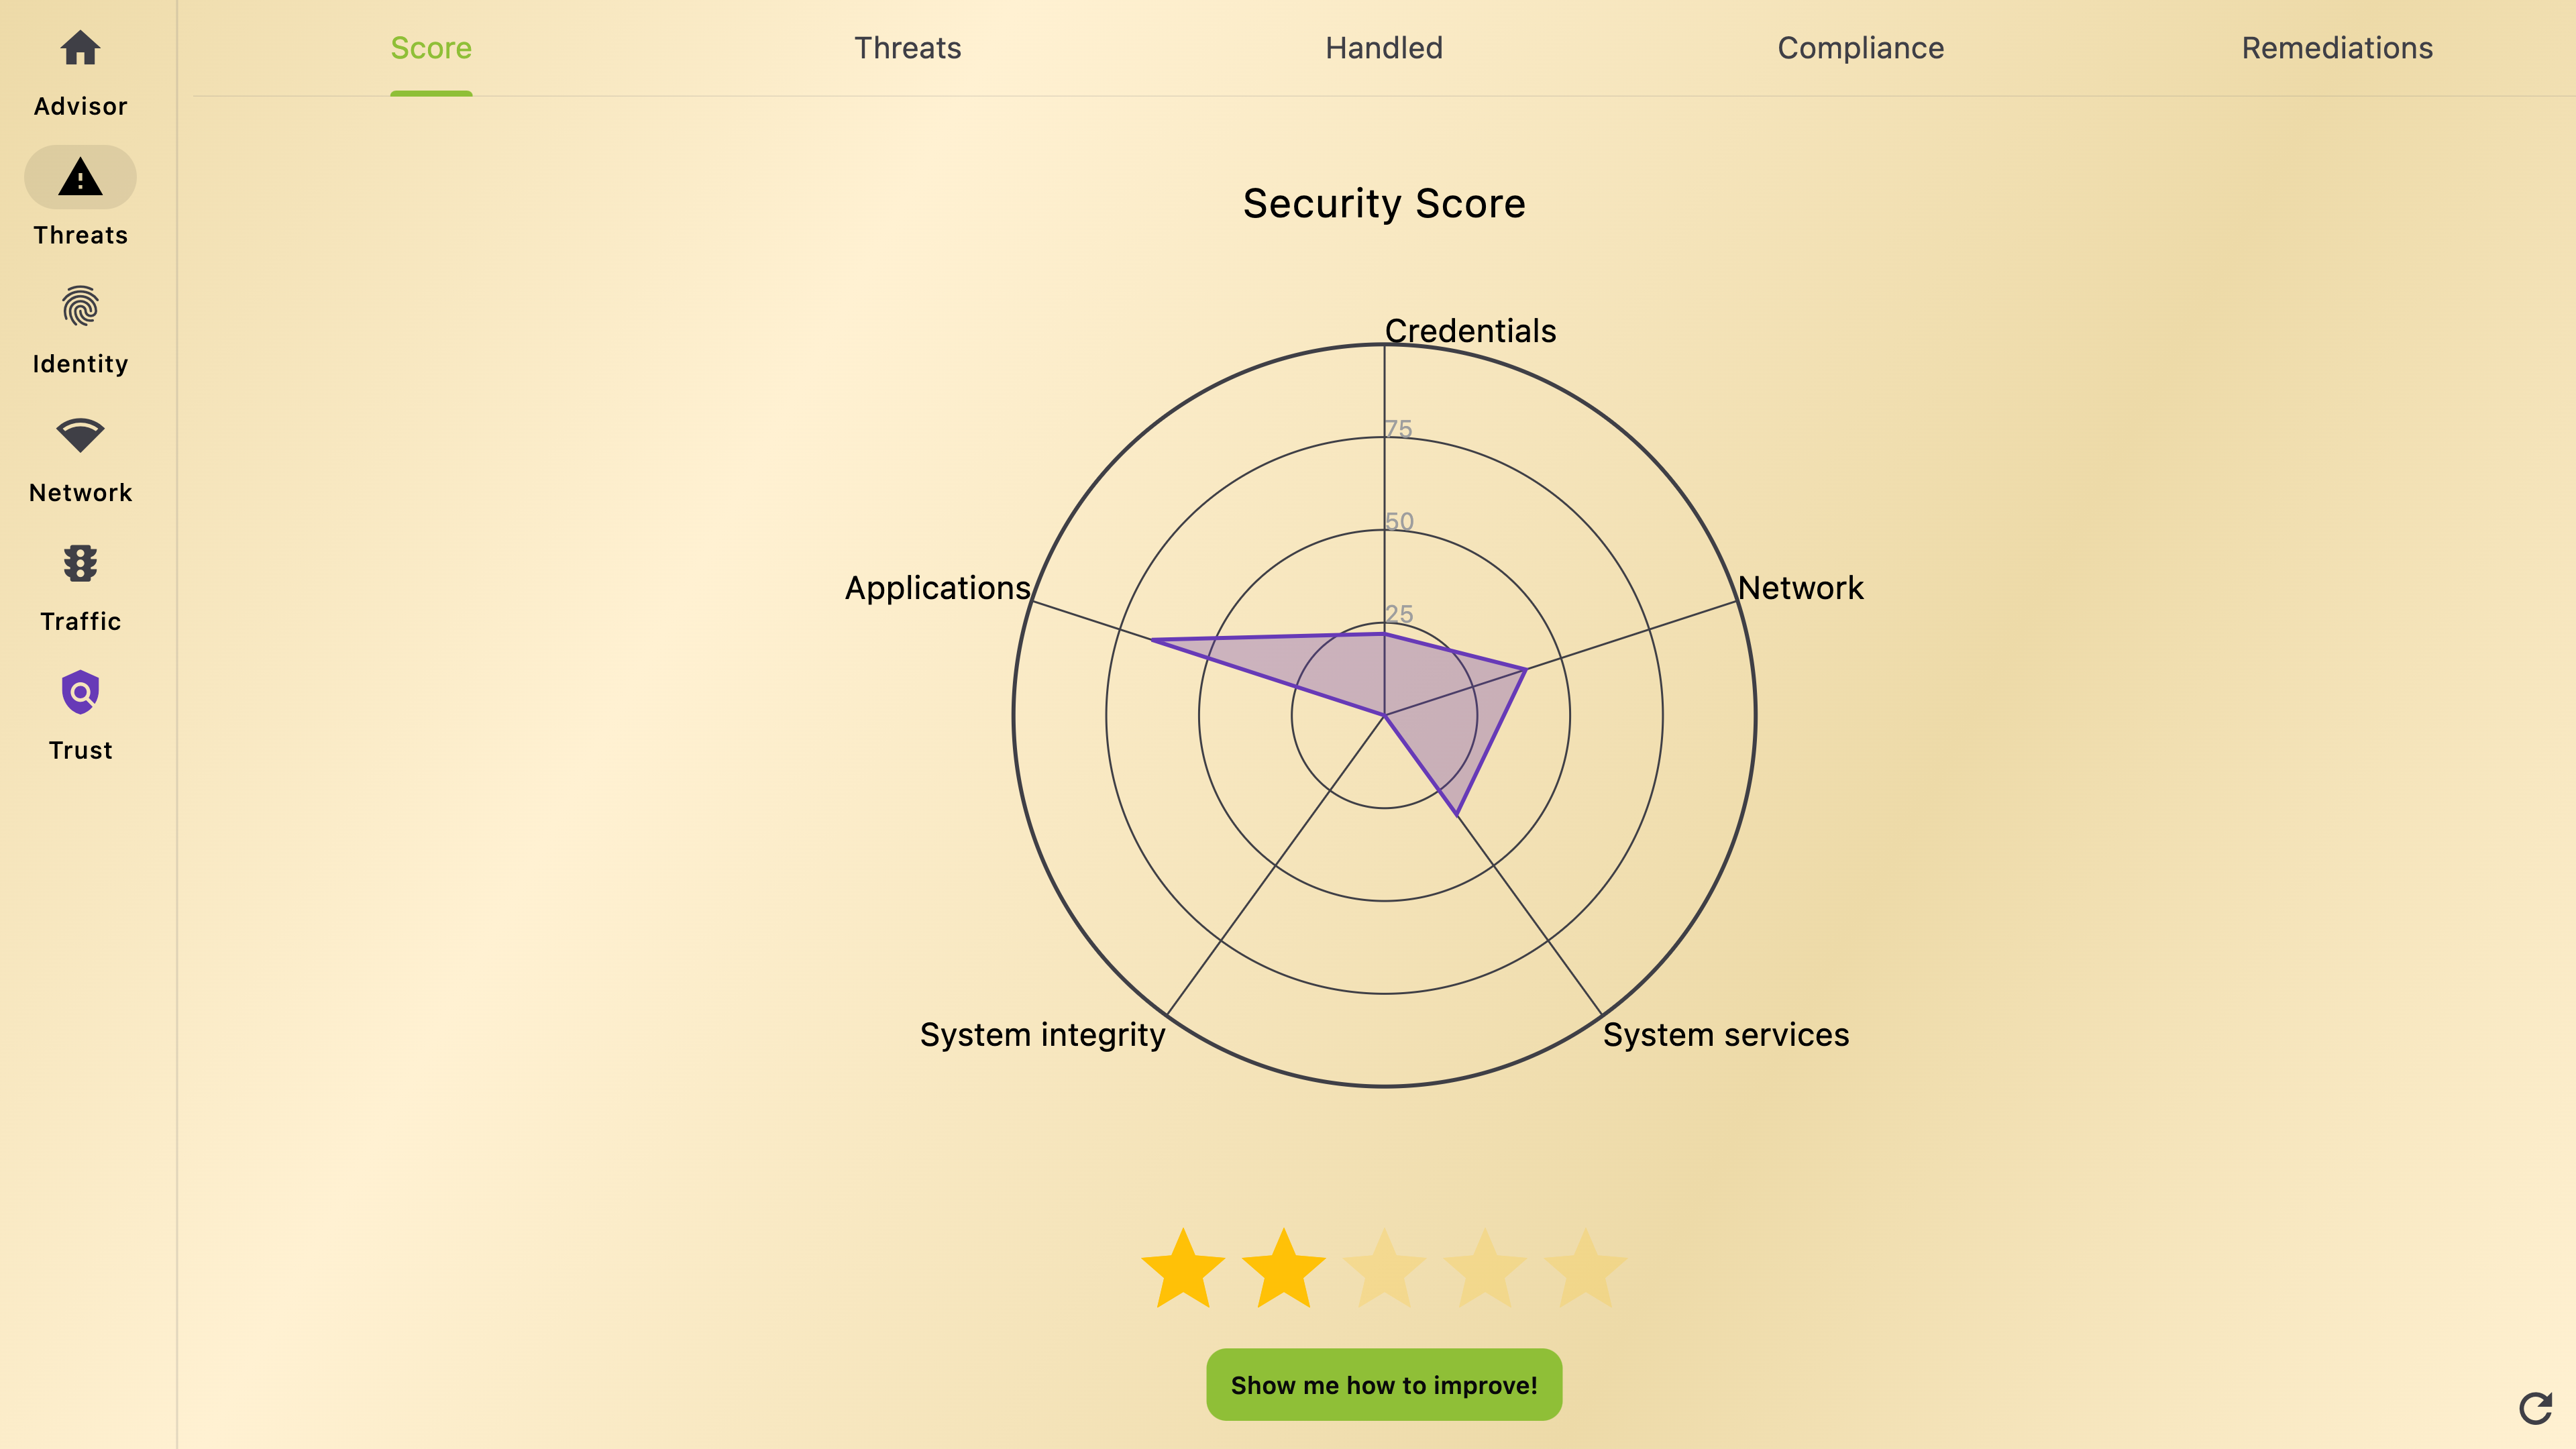 Score
Threats
Handled
Compliance
Remediations
Advisor
Threats
Identity
Network
Traffic
Trust
Security Score
Credentials
75
50
25
Applications
Network
System integrity
System services
Show me how to improve!